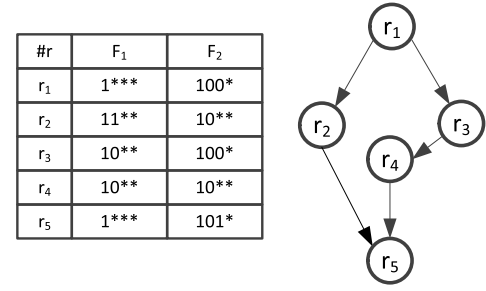 #r F₁ F₂
r₁ 1*** 100*
r₂ 11** 10**
r₃ 10** 100*
r₄ 10** 10**
r₅ 1*** 101*
r₁
r₂ r₃
r₄
r₅